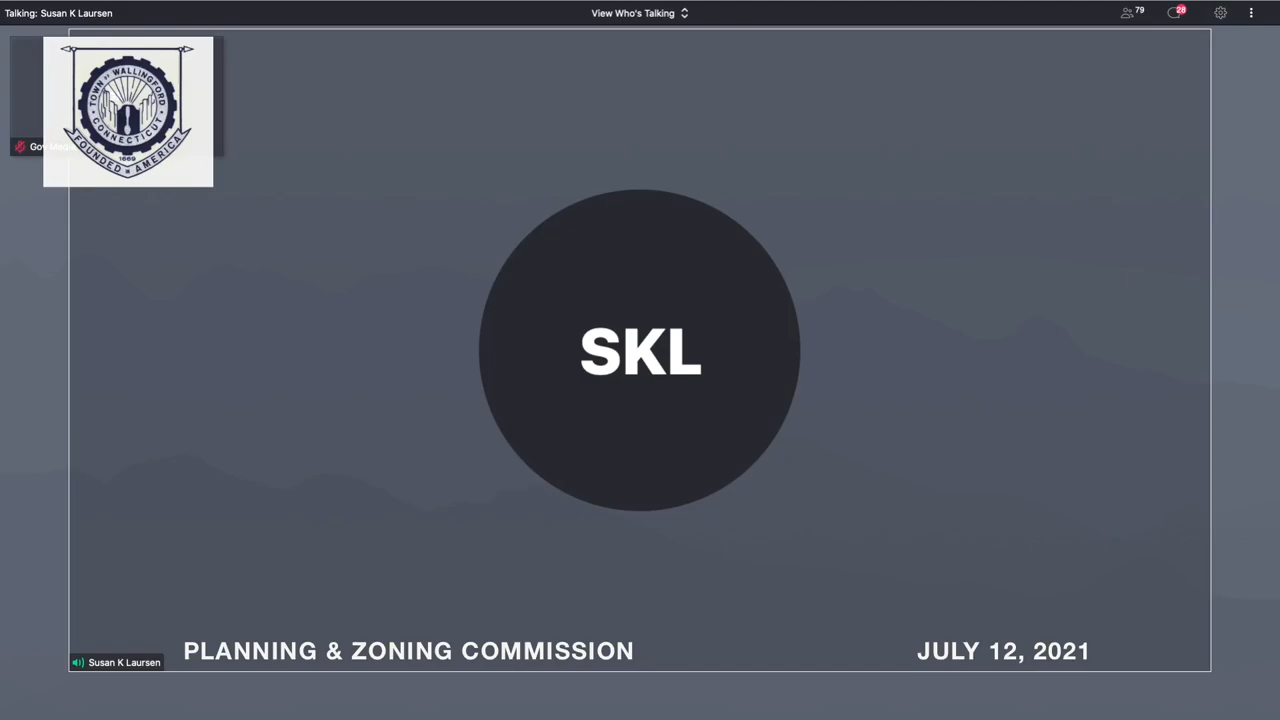 Talking: Susan K Laursen
View Who's Talking
79
28
TOWN OF WALLINGFORD
CONNECTICUT
1669
FOUNDED IN AMERICA
SKL
Susan K Laursen
PLANNING & ZONING COMMISSION
JULY 12, 2021